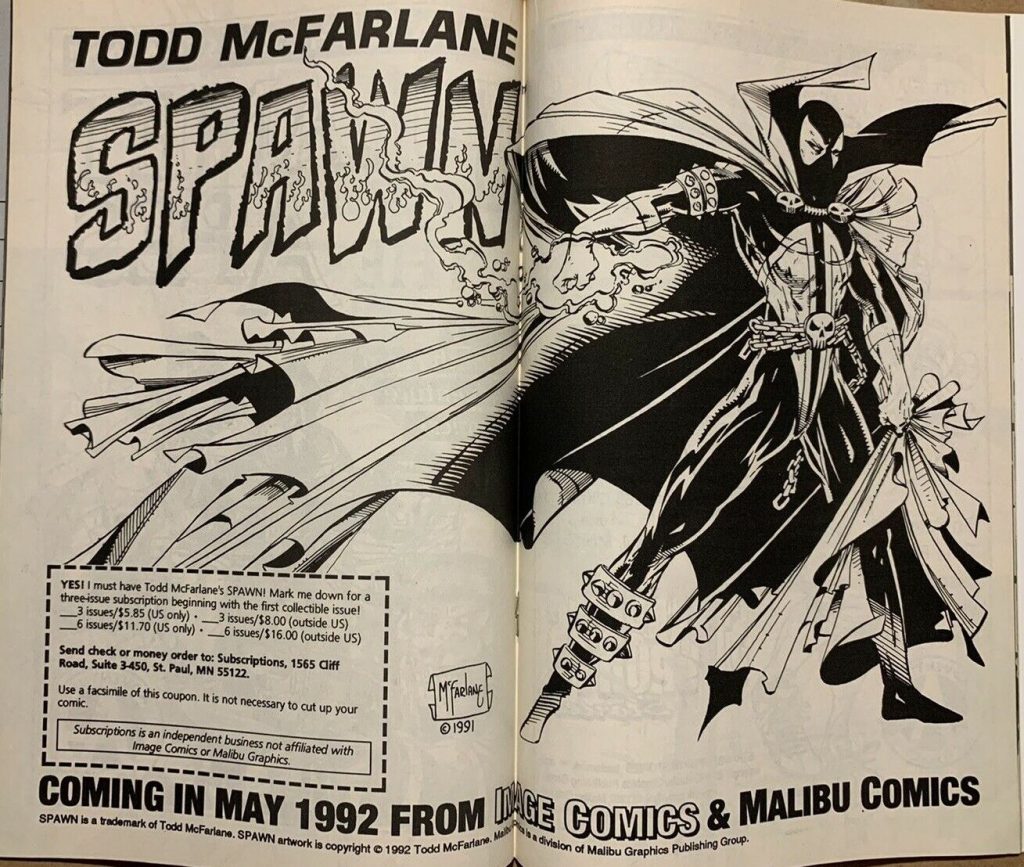 TODD McFARLANE
SPAWN
YES! I must have Todd McFarlane's SPAWN! Mark me down for a
three-issue subscription beginning with the first collectible issue!
___3 issues/$5.85 (US only) • ___3 issues/$8.00 (outside US)
___6 issues/$11.70 (US only) • ___6 issues/$16.00 (outside US)
Send check or money order to: Subscriptions, 1565 Cliff
Road, Suite 3-450, St. Paul, MN 55122.
Use a facsimile of this coupon. It is not necessary to cut up your
comic.
Subscriptions is an independent business not affiliated with
Image Comics or Malibu Graphics.
McFARLANE
©1991
COMING IN MAY 1992 FROM IMAGE COMICS & MALIBU COMICS
SPAWN is a trademark of Todd McFarlane. SPAWN artwork is copyright © 1992 Todd McFarlane. Malibu Comics is a division of Malibu Graphics Publishing Group.